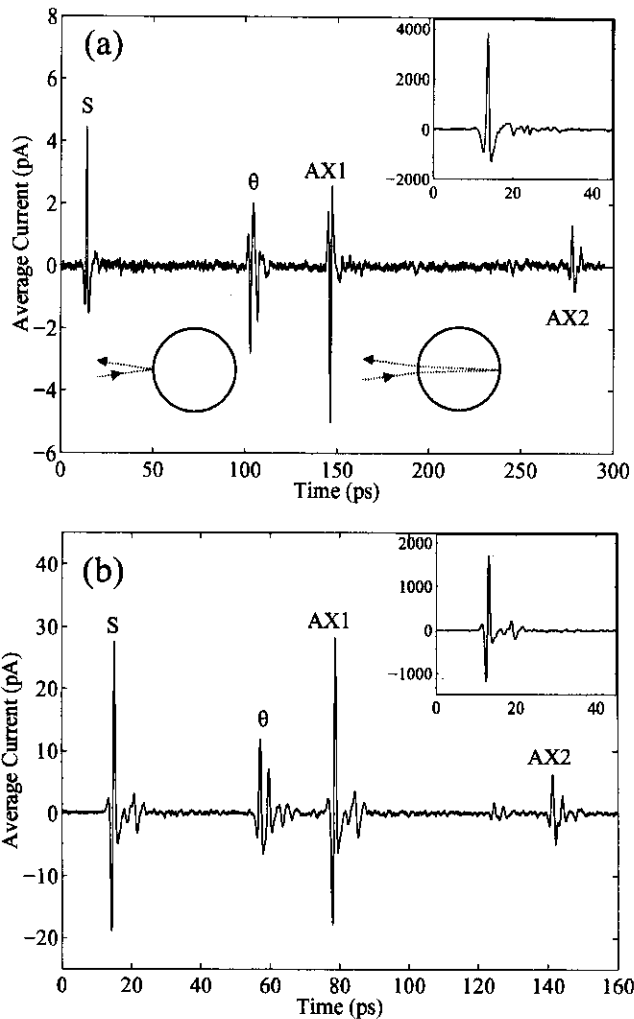 (a)
8
6
4
2
0
−2
−4
−6
Average Current (pA)
S
θ
AX1
AX2
4000
2000
0
−2000
0 20 40
0 50 100 150 200 250 300
Time (ps)
(b)
40
30
20
10
0
−10
−20
Average Current (pA)
S
θ
AX1
AX2
2000
1000
0
−1000
0 20 40
0 20 40 60 80 100 120 140 160
Time (ps)